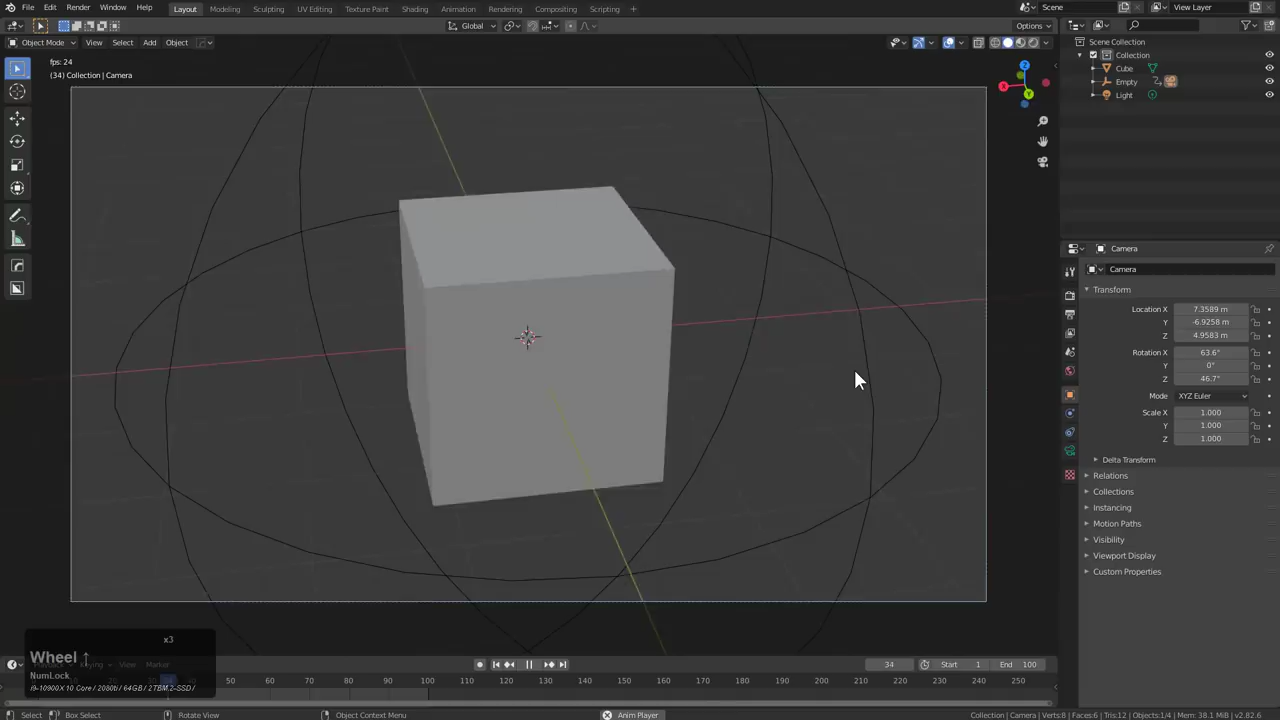 File Edit Render Window Help Layout Modeling Sculpting UV Editing Texture Paint Shading Animation Rendering Compositing Scripting + Scene View Layer
Global Options
Object Mode View Select Add Object
fps: 24
(34) Collection | Camera
X Y Z
Scene Collection
Collection
Cube
Empty
Light
Camera
Camera
Transform
Location X 7.3589 m
Y -6.9258 m
Z 4.9583 m
Rotation X 63.6°
Y 0°
Z 46.7°
Mode XYZ Euler
Scale X 1.000
Y 1.000
Z 1.000
Delta Transform
Relations
Collections
Instancing
Motion Paths
Visibility
Viewport Display
Custom Properties
x3
Wheel ↑
NumLock
i9-10900X 10 Core / 2080ti / 64GB / 2TBM.2-SSD /
Playback Keying View Marker 34 Start 1 End 100
50 60 70 80 90 100 110 120 130 140 150 160 170 180 190 200 210 220 230 240 250
Select Box Select Rotate View Object Context Menu Anim Player Collection | Camera | Verts:8 | Faces:6 | Tris:12 | Objects:1/4 | Mem: 38.1 MiB | v2.82.6